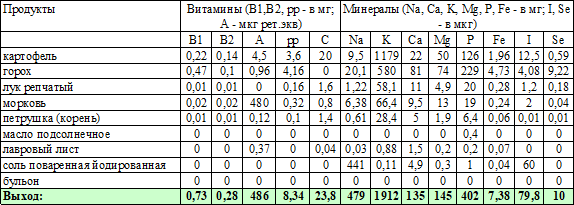 Продукты Витамины (B1,B2, pp - в мг; А - мкг рет.экв) Минералы (Na, Ca, K, Mg, P, Fe - в мг; I, Se - в мкг)
B1 B2 A pp C Na K Ca Mg P Fe I Se
картофель 0,22 0,14 4,5 3,6 20 9,5 1179 22 50 126 1,96 12,5 0,59
горох 0,47 0,1 0,96 4,16 0 20,1 580 81 74 229 4,73 4,08 9,22
лук репчатый 0,01 0,01 0 0,16 1,6 1,22 58,1 11 4,9 20 0,28 1,2 0,18
морковь 0,02 0,02 480 0,32 0,8 6,38 66,4 9,5 13 19 0,24 2 0,04
петрушка (корень) 0,01 0,01 0,12 0,1 1,4 0,61 28,4 5 1,9 6,4 0,06 0,01 0,01
масло подсолнечное 0 0 0 0 0 0 0 0 0 0,4 0 0 0
лавровый лист 0 0 0,37 0 0,04 0,03 0,88 1,5 0,2 0,2 0,07 0 0
соль поваренная йодированная 0 0 0 0 0 441 0,11 4,9 0,3 1 0,04 60 0
бульон 0 0 0 0 0 0 0 0 0 0 0 0 0
Выход: 0,73 0,28 486 8,34 23,8 479 1912 135 145 402 7,38 79,8 10